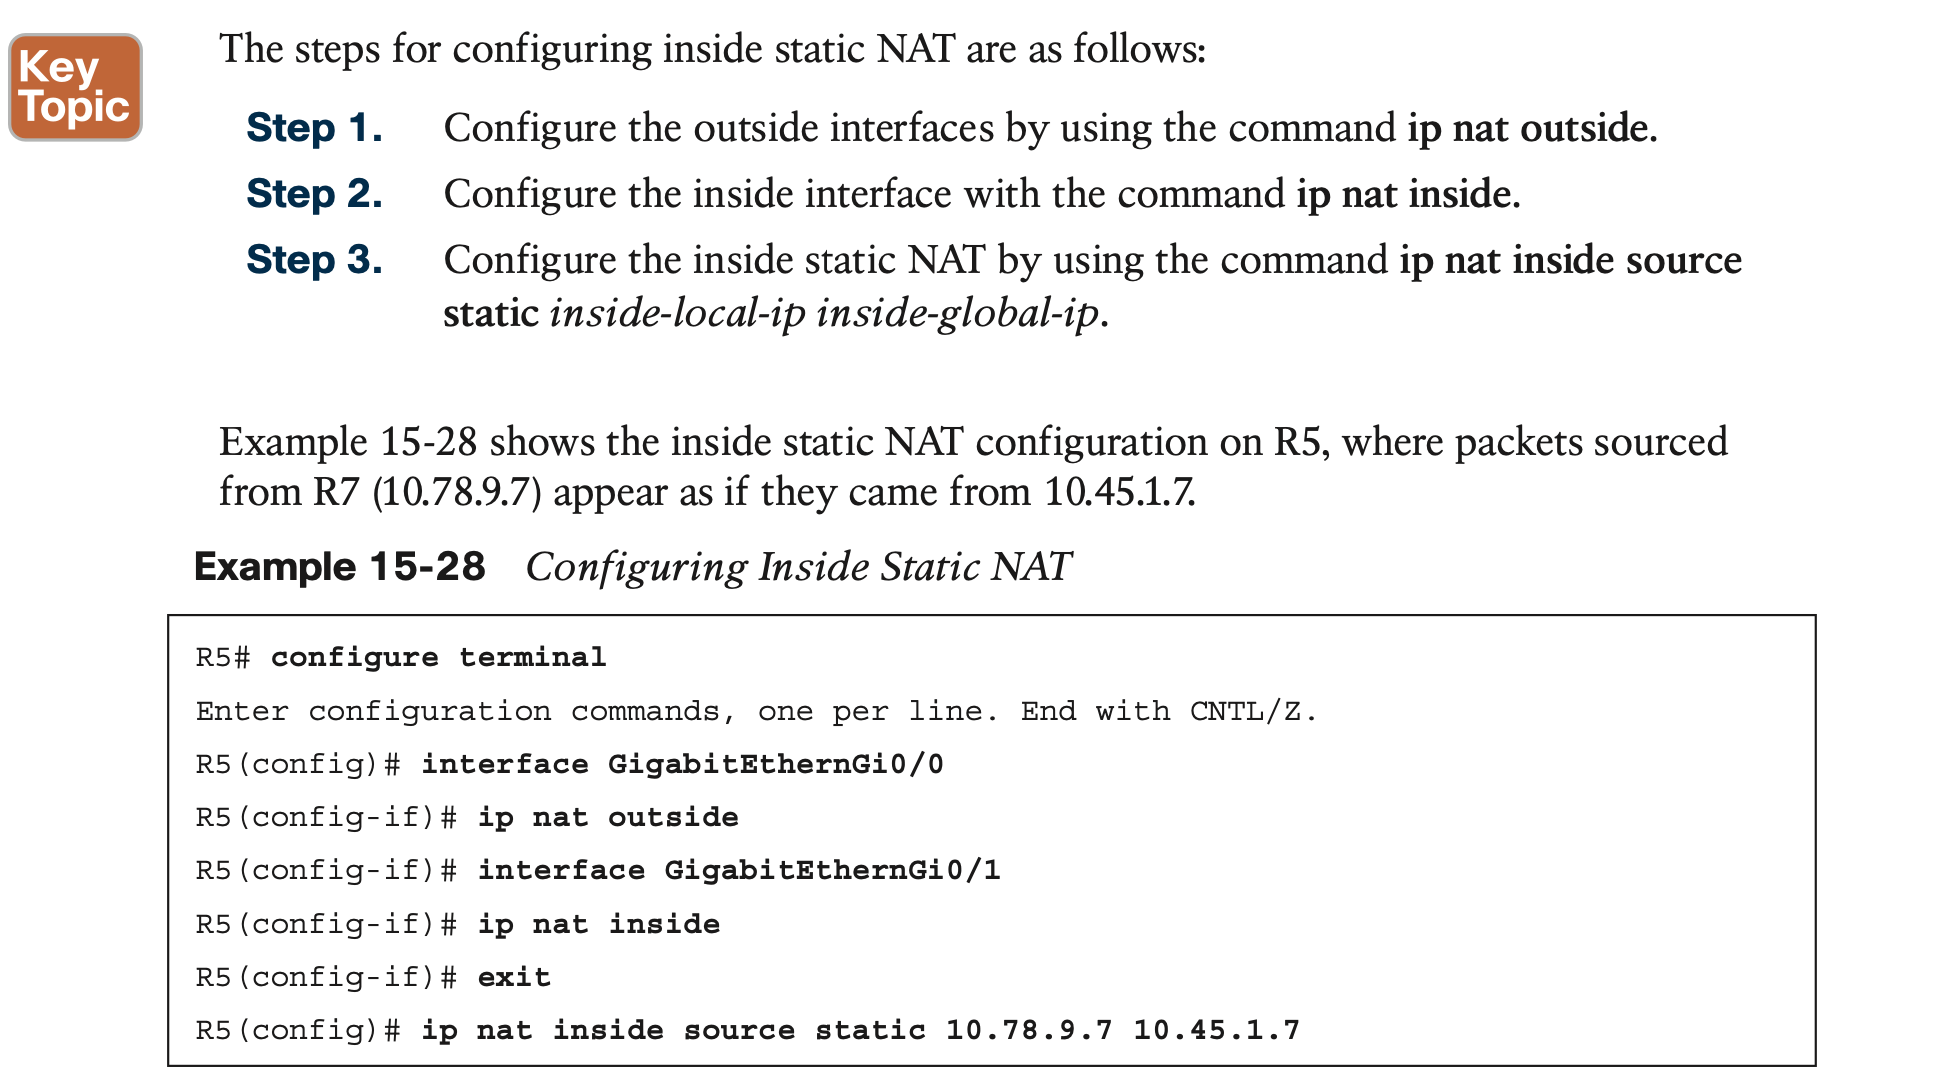 Key
Topic
The steps for configuring inside static NAT are as follows:
Step 1. Configure the outside interfaces by using the command ip nat outside.
Step 2. Configure the inside interface with the command ip nat inside.
Step 3. Configure the inside static NAT by using the command ip nat inside source
static inside-local-ip inside-global-ip.
Example 15-28 shows the inside static NAT configuration on R5, where packets sourced
from R7 (10.78.9.7) appear as if they came from 10.45.1.7.
Example 15-28 Configuring Inside Static NAT
R5# configure terminal
Enter configuration commands, one per line. End with CNTL/Z.
R5(config)# interface GigabitEthernGi0/0
R5(config-if)# ip nat outside
R5(config-if)# interface GigabitEthernGi0/1
R5(config-if)# ip nat inside
R5(config-if)# exit
R5(config)# ip nat inside source static 10.78.9.7 10.45.1.7